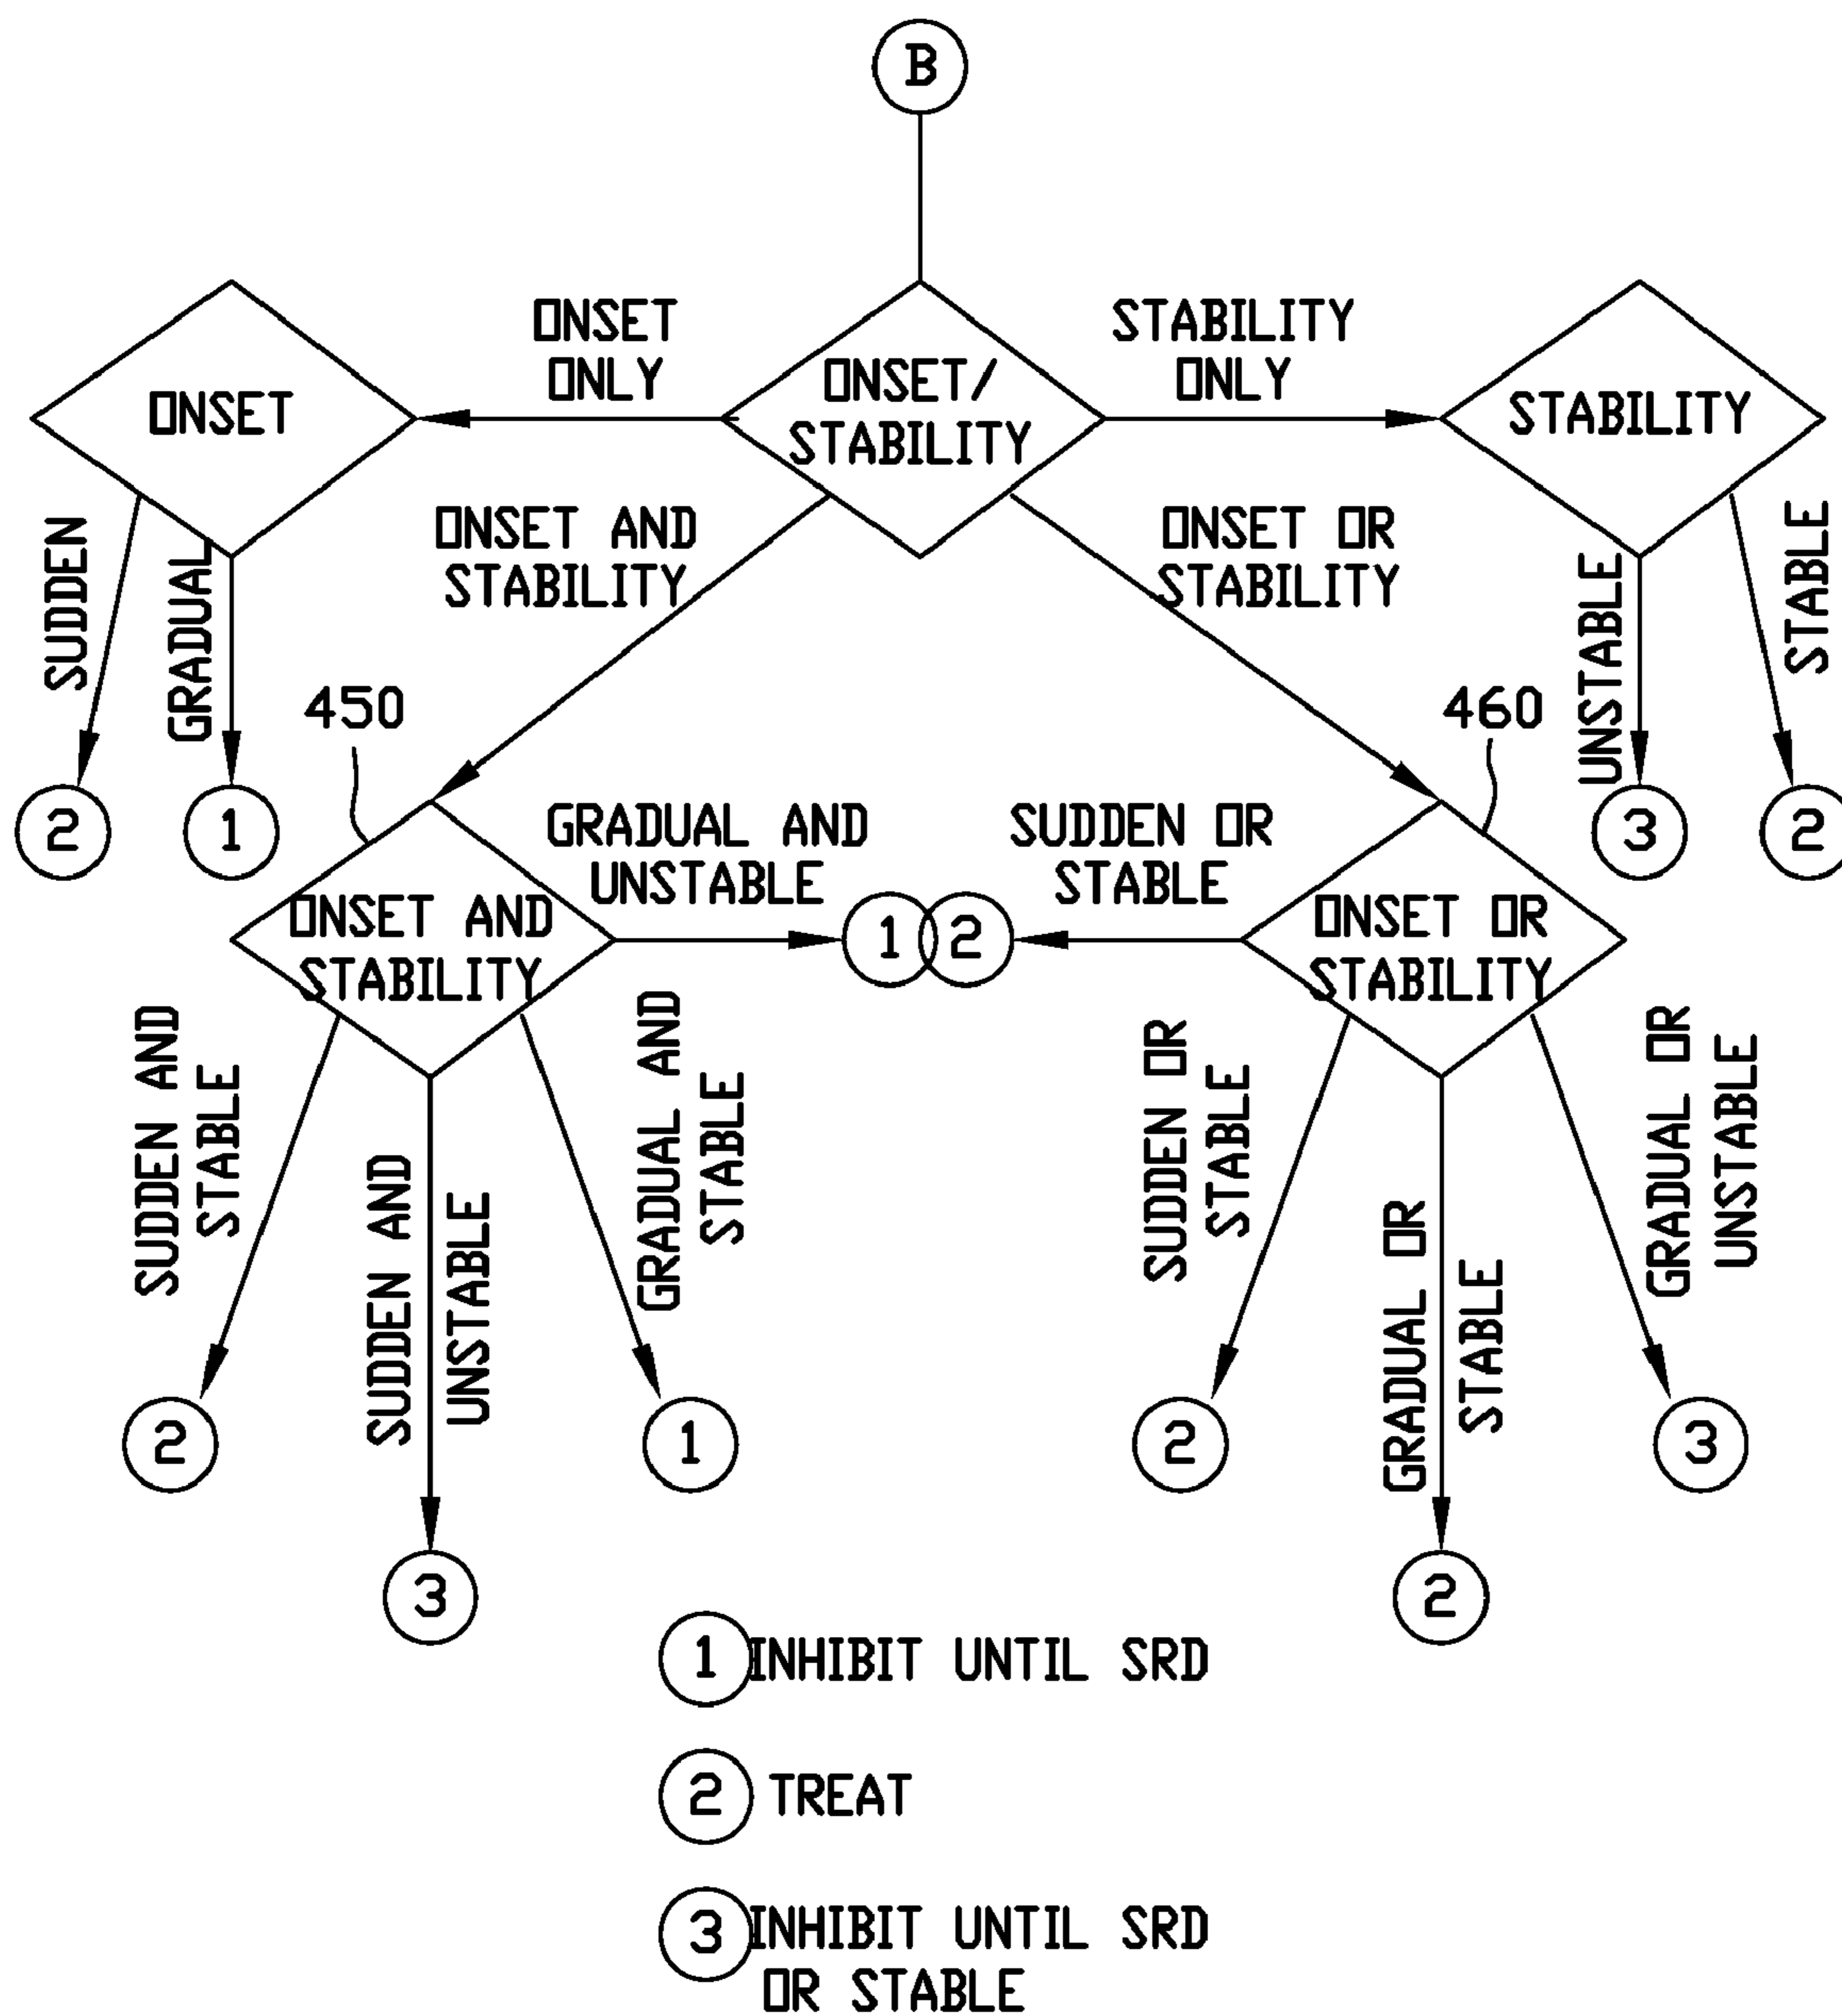 B
ONSET
ONLY
STABILITY
ONLY
ONSET
ONSET/
STABILITY
STABILITY
SUDDEN
GRADUAL
ONSET AND
STABILITY
ONSET OR
STABILITY
UNSTABLE
STABLE
450
460
2
1
3
2
GRADUAL AND
UNSTABLE
SUDDEN OR
STABLE
ONSET AND
STABILITY
1
2
ONSET OR
STABILITY
SUDDEN AND
STABLE
SUDDEN AND
UNSTABLE
GRADUAL AND
STABLE
SUDDEN OR
STABLE
GRADUAL OR
STABLE
GRADUAL OR
UNSTABLE
2
1
2
3
3
2
1 INHIBIT UNTIL SRD
2 TREAT
3 INHIBIT UNTIL SRD
OR STABLE